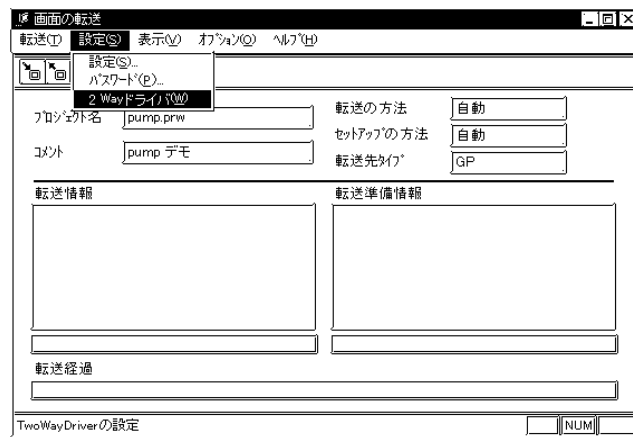 画面の転送
転送(T) 設定(S) 表示(V) オプション(O) ヘルプ(H)
設定(S)...
パスワード(P)...
2 Wayドライバ(W)
プロジェクト名 pump.prw
コメント pump デモ
転送の方法 自動
セットアップの方法 自動
転送先タイプ GP
転送情報 転送準備情報
転送経過
TwoWayDriverの設定 NUM